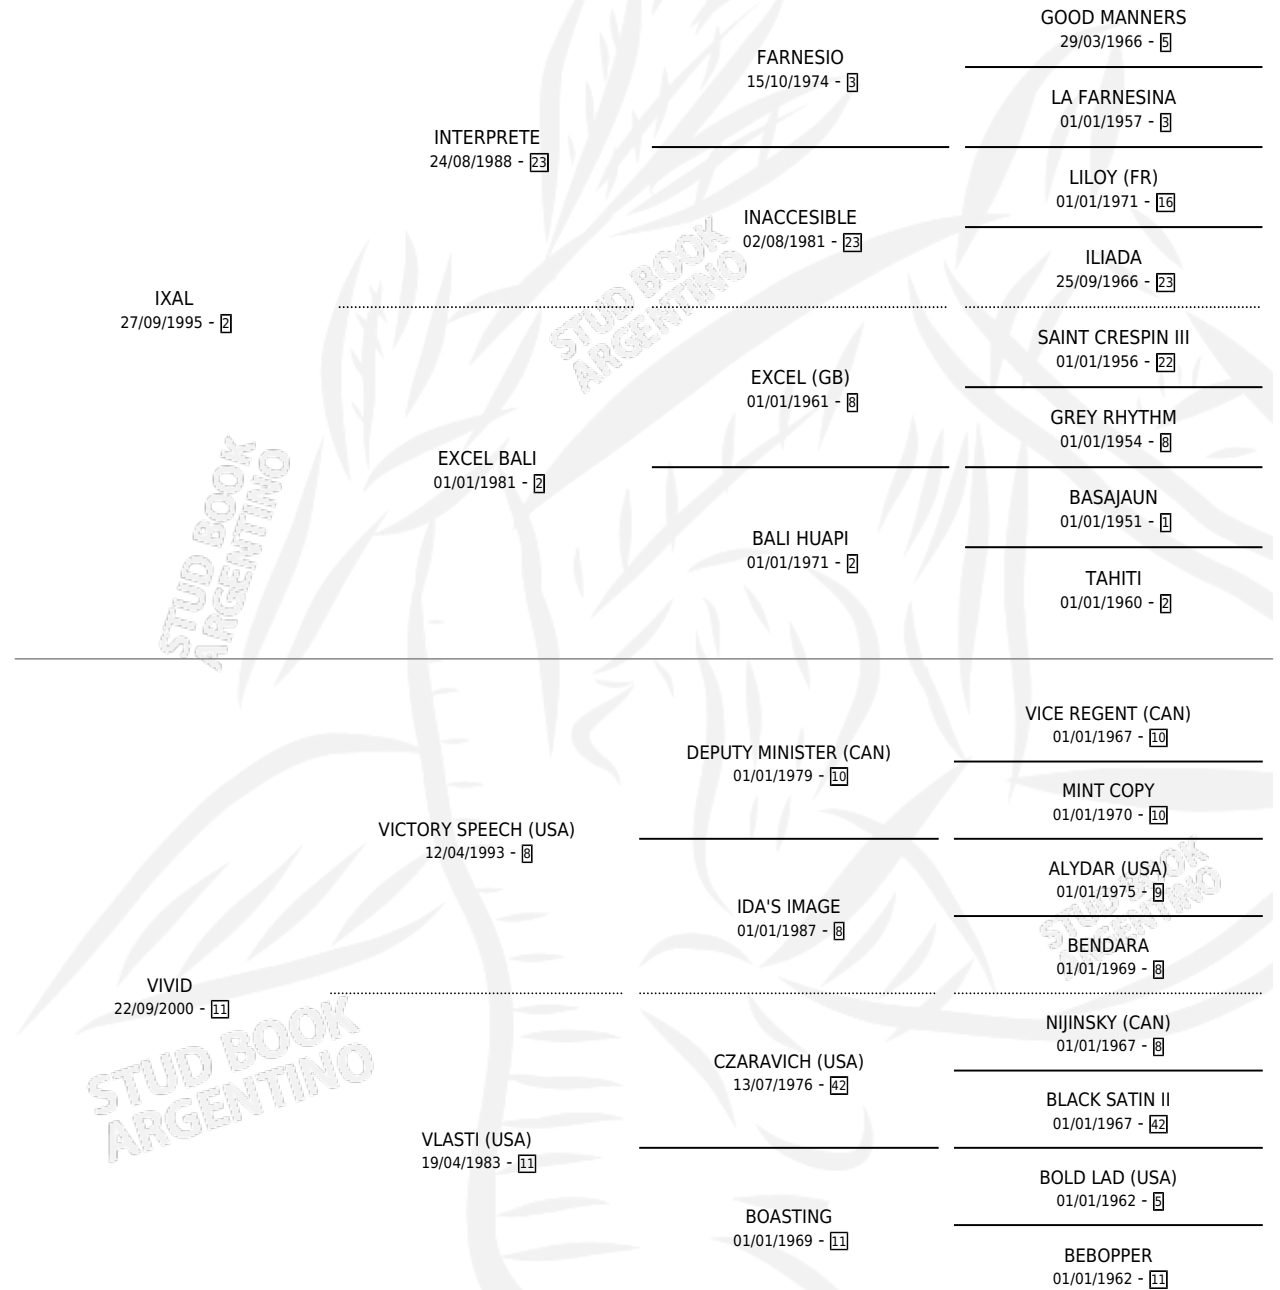 GOOD MANNERS
29/03/1966 - 5
FARNESIO
15/10/1974 - 3
LA FARNESINA
01/01/1957 - 3
INTERPRETE
24/08/1988 - 23
LILOY (FR)
01/01/1971 - 16
INACCESIBLE
02/08/1981 - 23
ILIADA
25/09/1966 - 23
IXAL
27/09/1995 - 2
SAINT CRESPIN III
01/01/1956 - 22
EXCEL (GB)
01/01/1961 - 8
GREY RHYTHM
01/01/1954 - 8
EXCEL BALI
01/01/1981 - 2
BASAJAUN
01/01/1951 - 1
BALI HUAPI
01/01/1971 - 2
TAHITI
01/01/1960 - 2
VICE REGENT (CAN)
01/01/1967 - 10
DEPUTY MINISTER (CAN)
01/01/1979 - 10
MINT COPY
01/01/1970 - 10
VICTORY SPEECH (USA)
12/04/1993 - 8
ALYDAR (USA)
01/01/1975 - 9
IDA'S IMAGE
01/01/1987 - 8
BENDARA
01/01/1969 - 8
VIVID
22/09/2000 - 11
NIJINSKY (CAN)
01/01/1967 - 8
CZARAVICH (USA)
13/07/1976 - 42
BLACK SATIN II
01/01/1967 - 42
VLASTI (USA)
19/04/1983 - 11
BOLD LAD (USA)
01/01/1962 - 5
BOASTING
01/01/1969 - 11
BEBOPPER
01/01/1962 - 11
STUD BOOK
ARGENTINO
STUD BOOK
ARGENTINO
STUD BOOK
ARGENTINO
STUD BOOK
ARGENTINO